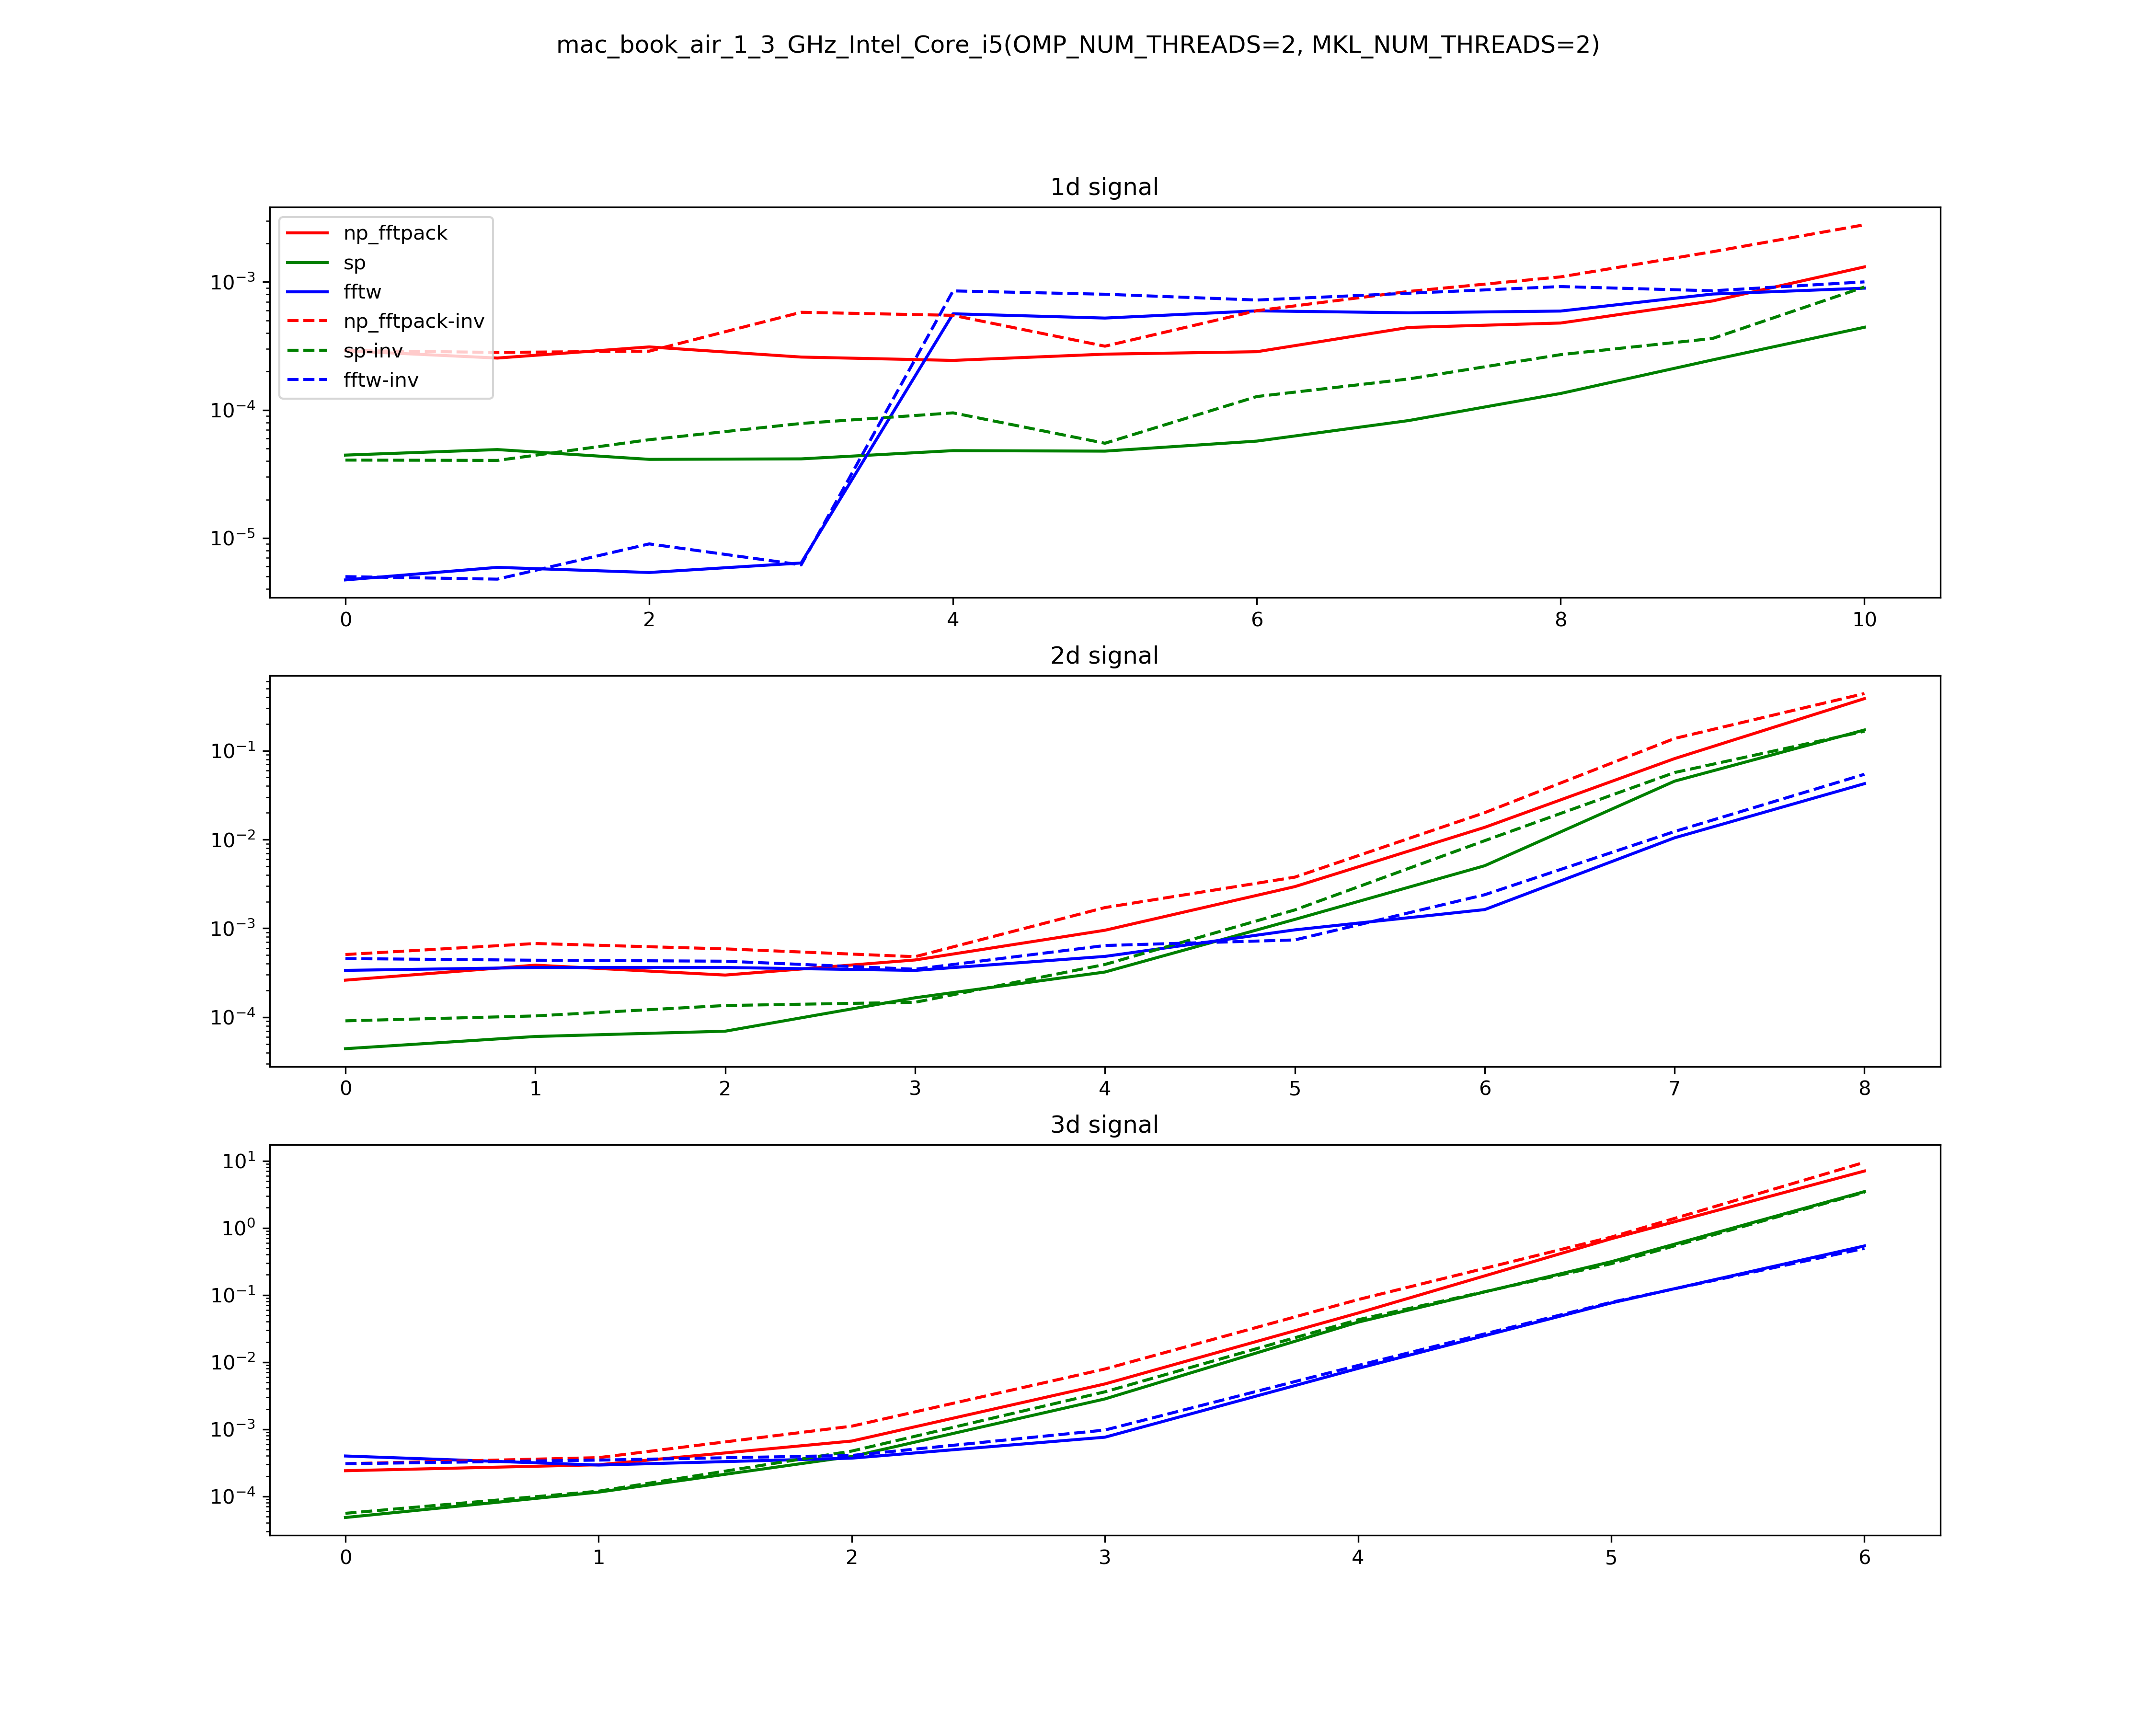 mac_book_air_1_3_GHz_Intel_Core_i5(OMP_NUM_THREADS=2, MKL_NUM_THREADS=2)
1d signal
np_fftpack
sp
fftw
np_fftpack-inv
sp-inv
fftw-inv
10⁻³
10⁻⁴
10⁻⁵
0 2 4 6 8 10
2d signal
10⁻¹
10⁻²
10⁻³
10⁻⁴
0 1 2 3 4 5 6 7 8
3d signal
10¹
10⁰
10⁻¹
10⁻²
10⁻³
10⁻⁴
0 1 2 3 4 5 6